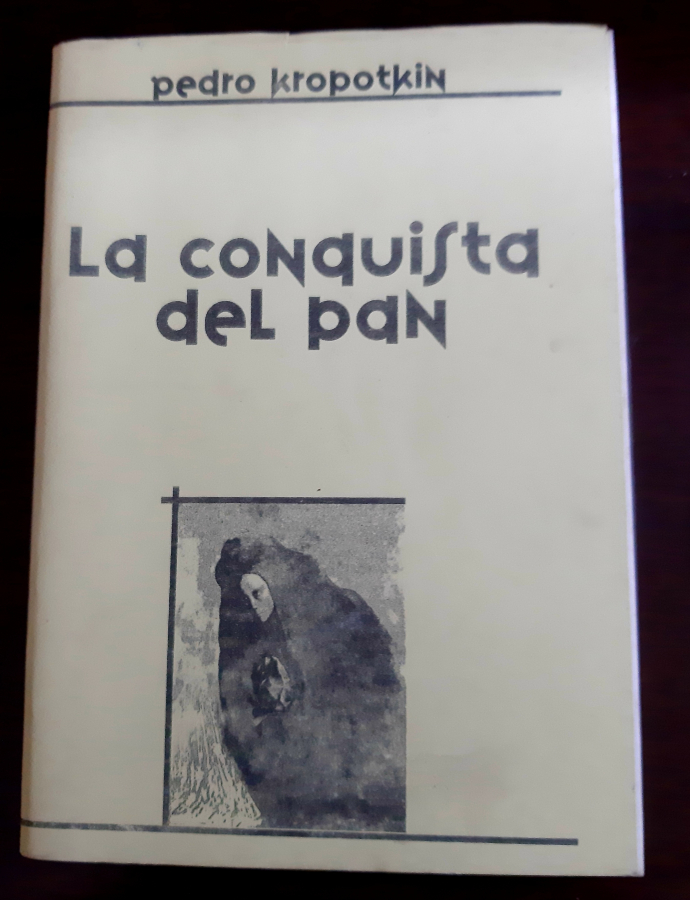 pedro kropotkin
La conquista
del pan